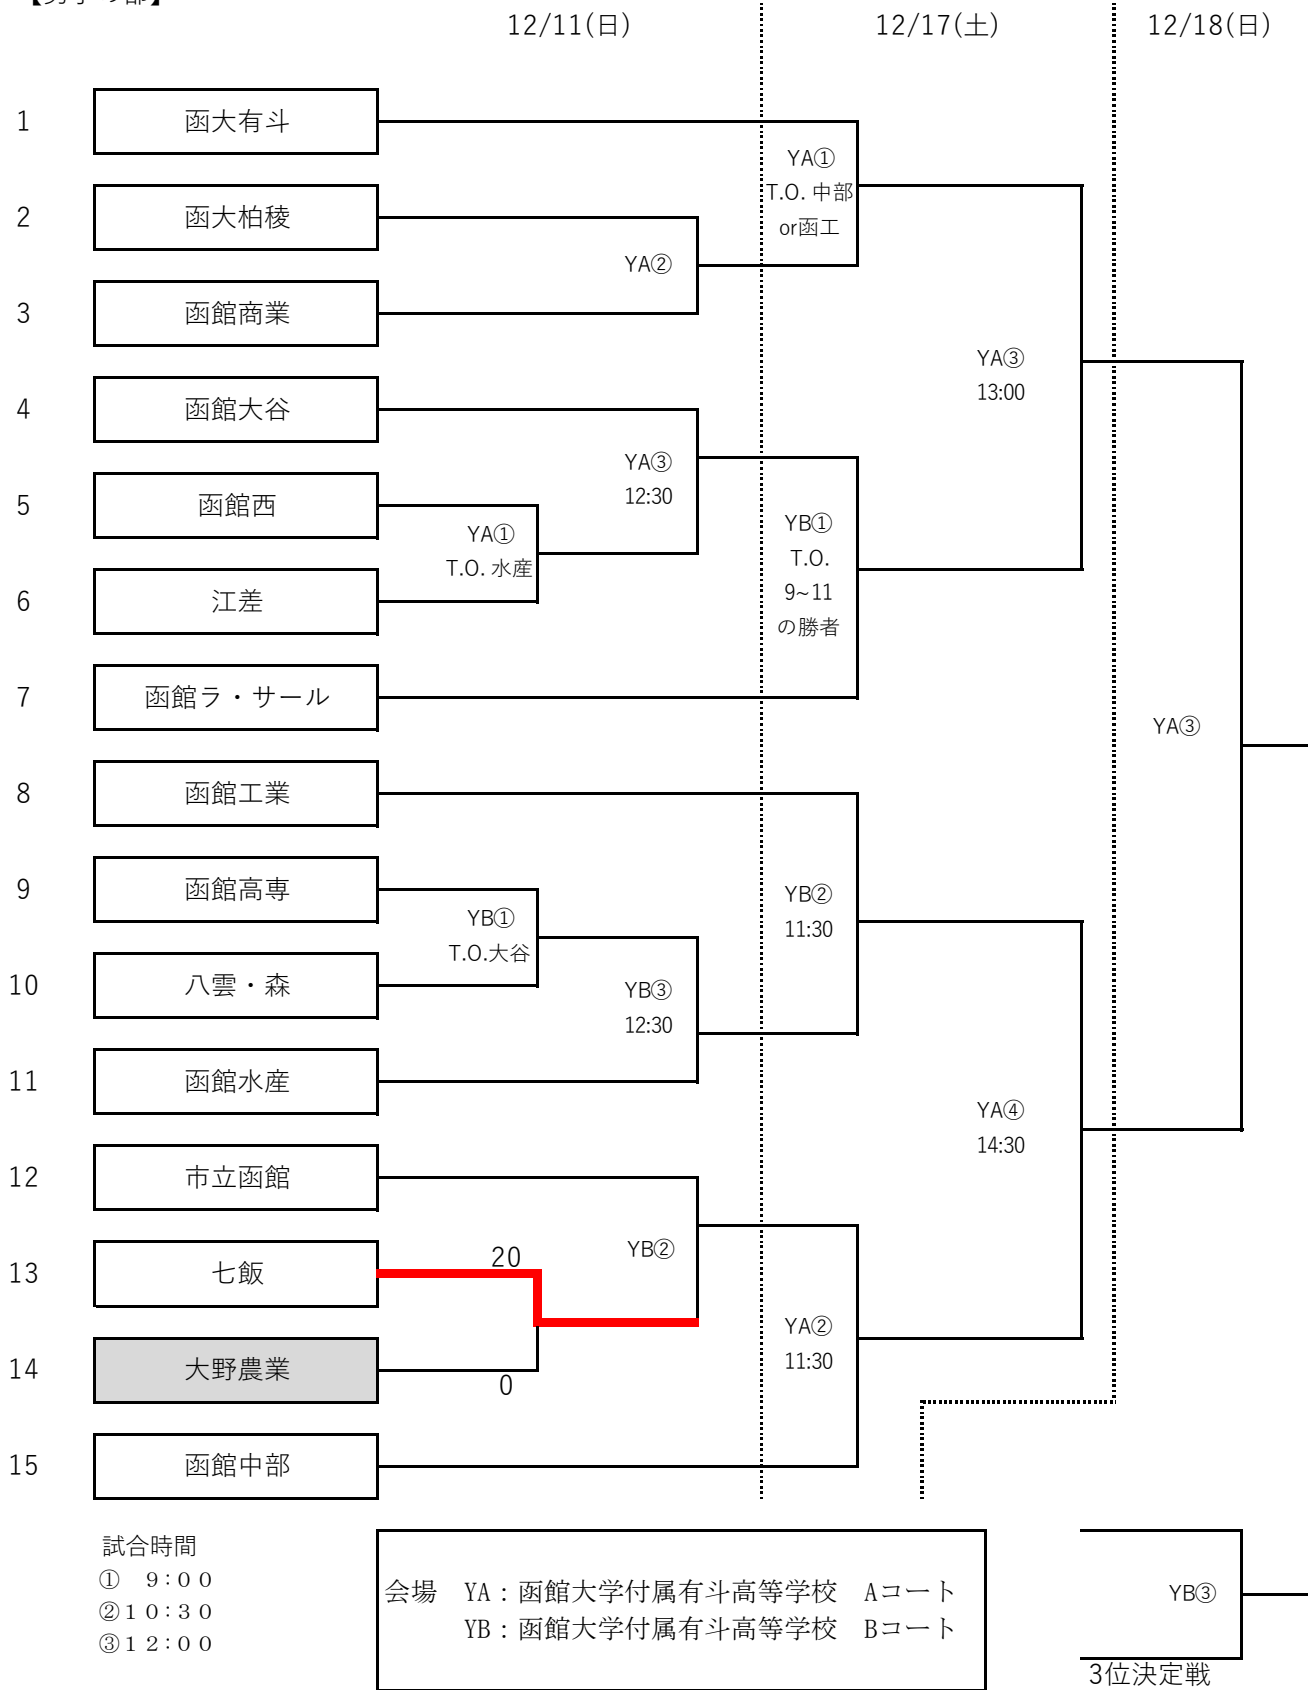 【男子の部】
12/11(日)
12/17(土)
12/18(日)
1
函大有斗
YA①
T.O. 中部
or函工
2
函大柏稜
YA②
3
函館商業
YA③
13:00
4
函館大谷
YA③
12:30
5
函館西
YA①
T.O. 水産
YB①
T.O.
9~11
の勝者
6
江差
7
函館ラ・サール
YA③
8
函館工業
9
函館高専
YB①
T.O.大谷
YB②
11:30
10
八雲・森
YB③
12:30
11
函館水産
YA④
14:30
12
市立函館
YB②
13
七飯
20
YA②
11:30
14
大野農業
0
15
函館中部
試合時間
① 9:00
②10:30
③12:00
会場 YA:函館大学付属有斗高等学校 Aコート
YB:函館大学付属有斗高等学校 Bコート
YB③
3位決定戦